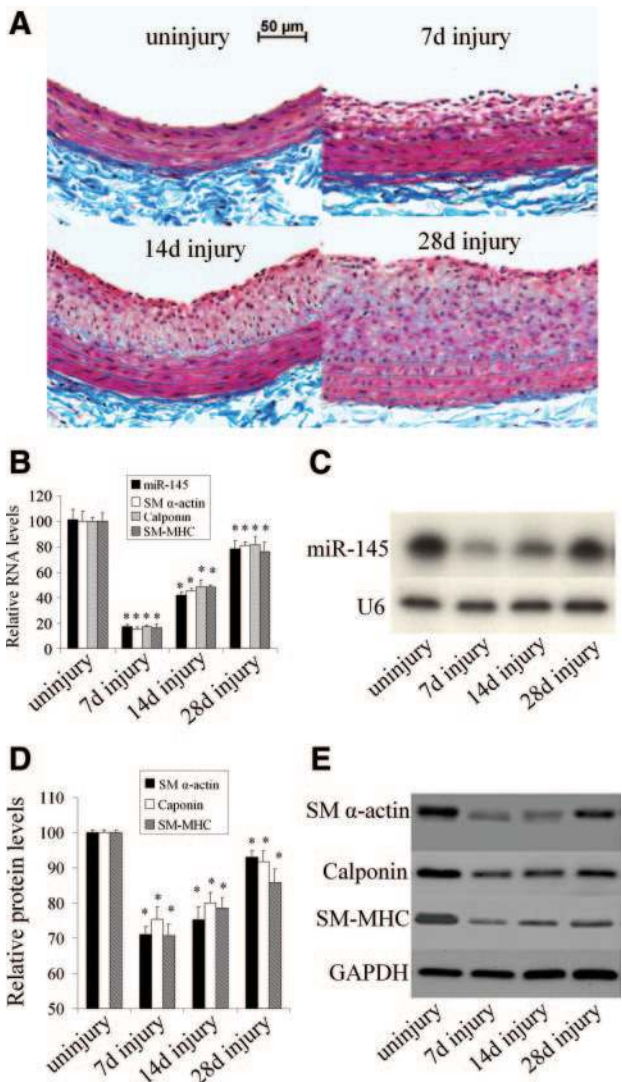 A
uninjury
50 µm
7d injury
14d injury
28d injury
B
miR-145
SM α-actin
Calponin
SM-MHC
Relative RNA levels
120
100
80
60
40
20
0
* * * *
* * * *
* * * *
uninjury
7d injury
14d injury
28d injury
C
miR-145
U6
uninjury
7d injury
14d injury
28d injury
D
SM α-actin
Caponin
SM-MHC
Relative protein levels
110
100
90
80
70
60
50
* * *
* * *
* * *
uninjury
7d injury
14d injury
28d injury
E
SM α-actin
Calponin
SM-MHC
GAPDH
uninjury
7d injury
14d injury
28d injury